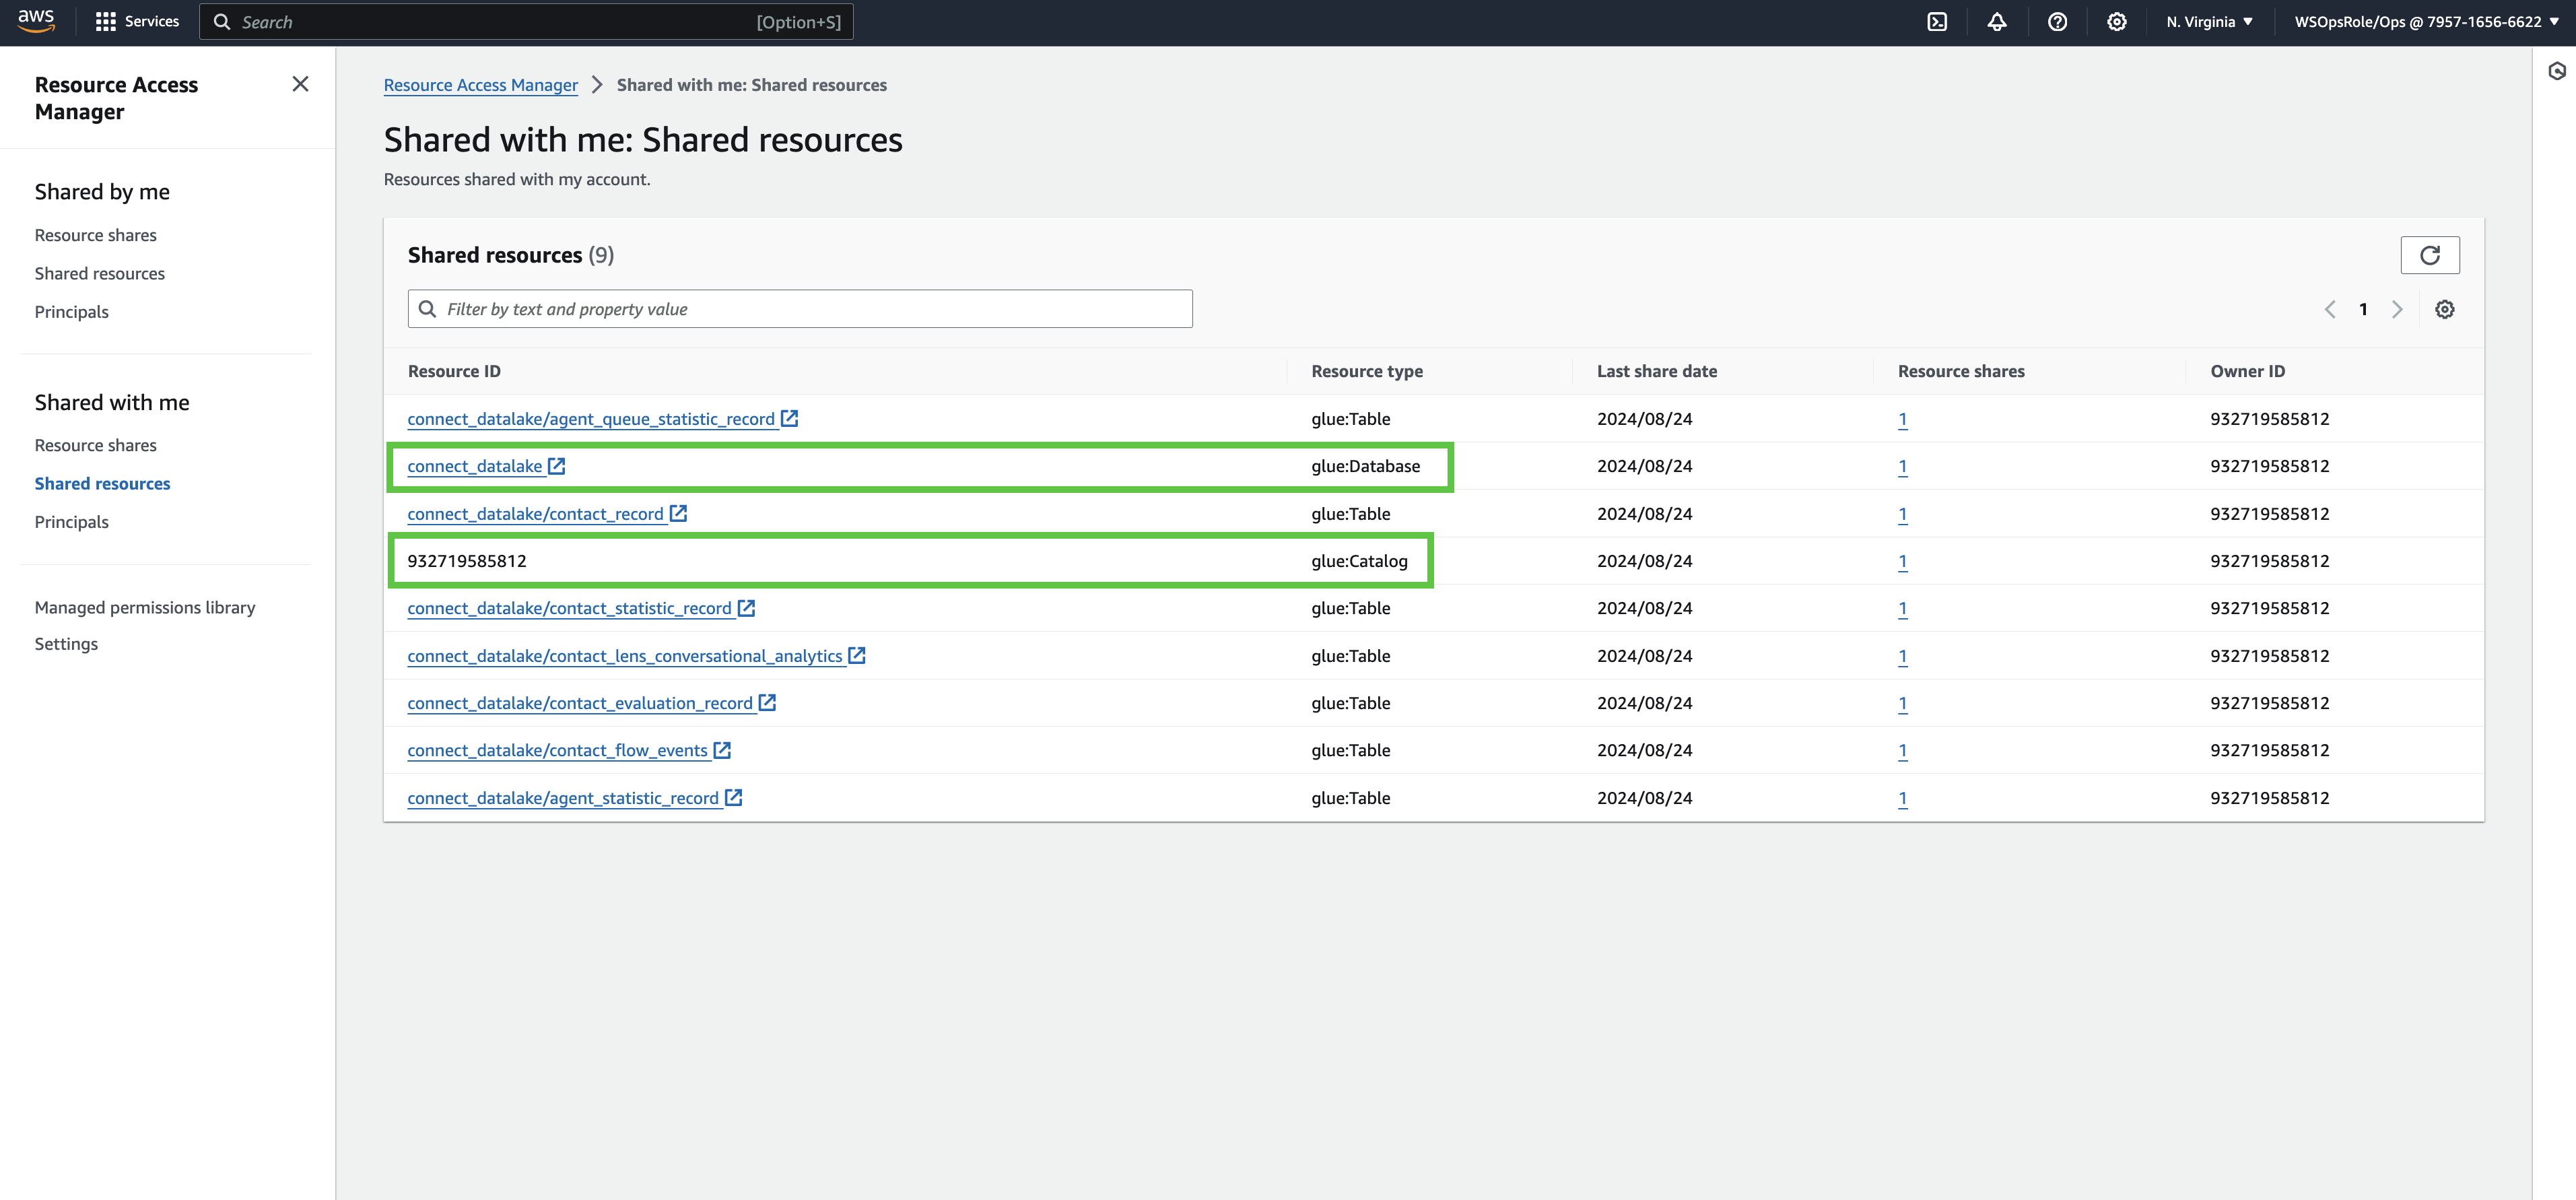 aws
Services
Search
[Option+S]
N. Virginia
WSOpsRole/Ops @ 7957-1656-6622
Resource Access
Manager
Shared by me
Resource shares
Shared resources
Principals
Shared with me
Resource shares
Shared resources
Principals
Managed permissions library
Settings
Resource Access Manager
Shared with me: Shared resources
Shared with me: Shared resources
Resources shared with my account.
Shared resources (9)
Filter by text and property value
1
Resource ID Resource type Last share date Resource shares Owner ID
connect_datalake/agent_queue_statistic_record glue:Table 2024/08/24 1 932719585812
connect_datalake glue:Database 2024/08/24 1 932719585812
connect_datalake/contact_record glue:Table 2024/08/24 1 932719585812
932719585812 glue:Catalog 2024/08/24 1 932719585812
connect_datalake/contact_statistic_record glue:Table 2024/08/24 1 932719585812
connect_datalake/contact_lens_conversational_analytics glue:Table 2024/08/24 1 932719585812
connect_datalake/contact_evaluation_record glue:Table 2024/08/24 1 932719585812
connect_datalake/contact_flow_events glue:Table 2024/08/24 1 932719585812
connect_datalake/agent_statistic_record glue:Table 2024/08/24 1 932719585812